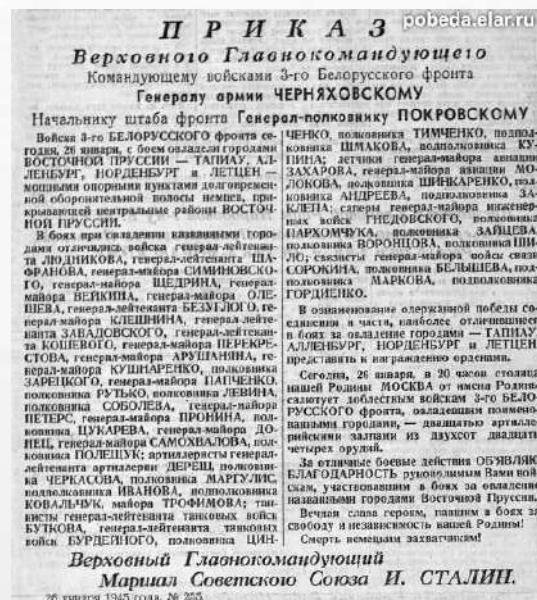 pobeda.elar.ru
ПРИКАЗ
Верховного Главнокомандующего
Командующему войсками 3-го Белорусского фронта
Генералу армии ЧЕРНЯХОВСКОМУ
Начальнику штаба фронта Генерал-полковнику ПОКРОВСКОМУ
Войска 3-го БЕЛОРУССКОГО фронта се-
годня, 26 января, с боем овладели городами
ВОСТОЧНОЙ ПРУССИИ — ТАПИАУ, АЛ-
ЛЕНБУРГ, НОРДЕНБУРГ и ЛЕТЦЕН —
мощными опорными пунктами долговремен-
ной оборонительной полосы немцев, при-
крывающей центральные районы ВОСТОЧ-
НОЙ ПРУССИИ.
В боях при овладении названными горо-
дами отличились войска генерал-лейтенан-
та ЛЮДНИКОВА, генерал-лейтенанта ША-
ФРАНОВА, генерал-майора СИМИНОВСКО-
ГО, генерал-майора ЩЕДРИНА, генерал-
майора ВЕЙКИНА, генерал-майора ОЛЕ-
ШЕВА, генерал-лейтенанта БЕЗУГЛОГО, ге-
нерал-майора КЛЕШНИНА, генерал-лейте-
нанта ЗАВАДОВСКОГО, генерал-лейтенан-
та КОШЕВОГО, генерал-майора ПЕРЕКРЕ-
СТОВА, генерал-майора АРУШАНЯНА, ге-
нерал-майора КУШНАРЕНКО, полковника
ЗАРЕЦКОГО, генерал-майора ПАПЧЕНКО,
полковника РУТЬКО, полковника ЛЕВИНА,
полковника СОБОЛЕВА, генерал-майора
ПЕТЕРС, генерал-майора ПРОНИНА, пол-
ковника ЦУКАРЕВА, генерал-майора ДО-
НЕЦ, генерал-майора САМОХВАЛОВА, пол-
ковника ПОЛЕЩУК; артиллеристы генерал-
лейтенанта артиллерии ДЕРЕШ, полковни-
ка ЧЕРКАСОВА, полковника МАРГУЛИС,
подполковника ИВАНОВА, подполковника
КОВАЛЬЧУК, майора ТРОФИМОВА; тан-
кисты генерал-лейтенанта танковых войск
БУТКОВА, генерал-лейтенанта танковых
войск БУРДЕЙНОГО, полковника ЦИН-
ЧЕНКО, полковника ТИМЧЕНКО, подпол-
ковника ШМАКОВА, подполковника КУ-
ПИНА; летчики генерал-майора авиации
ЗАХАРОВА, генерал-майора авиации МО-
ЛОКОВА, полковника ШИНКАРЕНКО, пол-
ковника АНДРЕЕВА, подполковника ЗА-
КЛЕПА; саперы генерал-майора инженер-
ных войск ГНЕДОВСКОГО, полковника
ПАРХОМЧУКА, полковника ЗАЙЦЕВА,
полковника ВОРОНЦОВА, полковника ШИ-
ЛО; связисты генерал-майора войск связи
СОРОКИНА, полковника БЕЛЫШЕВА, под-
полковника МАРКОВА, подполковника
ГОРДИЕНКО.
В ознаменование одержанной победы со-
единения и части, наиболее отличившиеся
в боях за овладение городами — ТАПИАУ,
АЛЛЕНБУРГ, НОРДЕНБУРГ и ЛЕТЦЕН,
представить к награждению орденами.
Сегодня, 26 января, в 20 часов столица
нашей Родины МОСКВА от имени Родины
салютует доблестным войскам 3-го БЕЛО-
РУССКОГО фронта, овладевшим поимено-
ванными городами, — двадцатью артилле-
рийскими залпами из двухсот двадцати
четырех орудий.
За отличные боевые действия ОБЪЯВЛЯЮ
БЛАГОДАРНОСТЬ руководимым Вами вой-
скам, участвовавшим в боях за овладение
названными городами Восточной Пруссии.
Вечная слава героям, павшим в боях за
свободу и независимость нашей Родины!
Смерть немецким захватчикам!
Верховный Главнокомандующий
Маршал Советского Союза И. СТАЛИН.
26 января 1945 года. № 255.